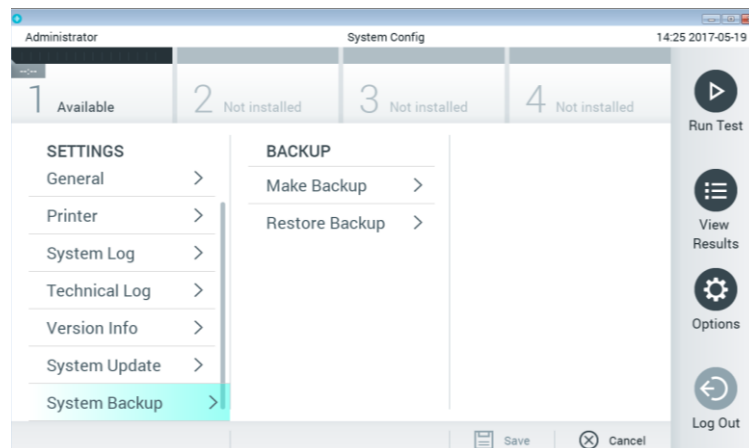 Administrator System Config 14:25 2017-05-19
--:--
1 Available 2 Not installed 3 Not installed 4 Not installed
Run Test
SETTINGS BACKUP
General Make Backup
Printer Restore Backup
View
Results
System Log
Technical Log
Version Info Options
System Update
System Backup
Log Out
Save Cancel